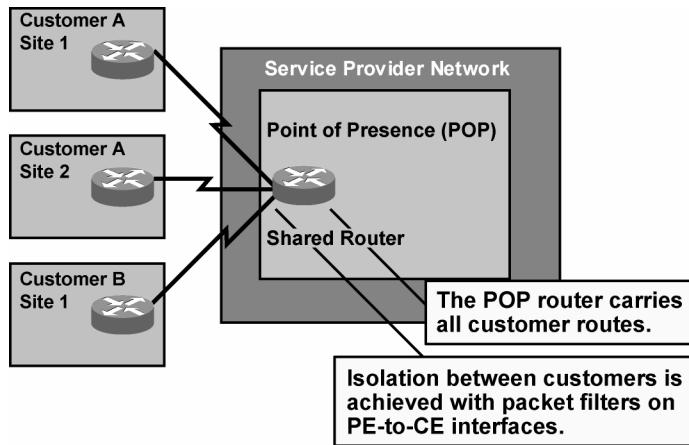 Customer A
Site 1
Service Provider Network
Point of Presence (POP)
Customer A
Site 2
Shared Router
Customer B
Site 1
The POP router carries
all customer routes.
Isolation between customers is
achieved with packet filters on
PE-to-CE interfaces.